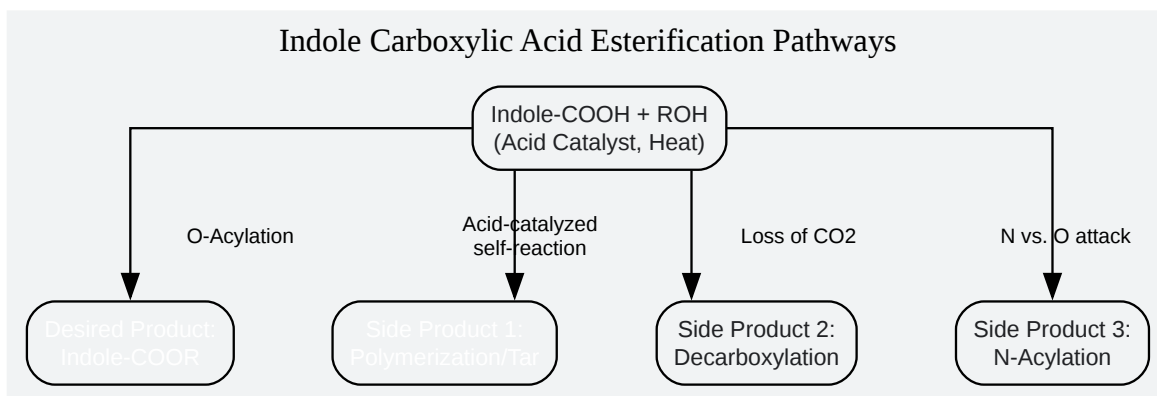 Indole Carboxylic Acid Esterification Pathways
Indole-COOH + ROH
(Acid Catalyst, Heat)
O-Acylation
Acid-catalyzed
self-reaction
Loss of CO2
N vs. O attack
Desired Product:
Indole-COOR
Side Product 1:
Polymerization/Tar
Side Product 2:
Decarboxylation
Side Product 3:
N-Acylation